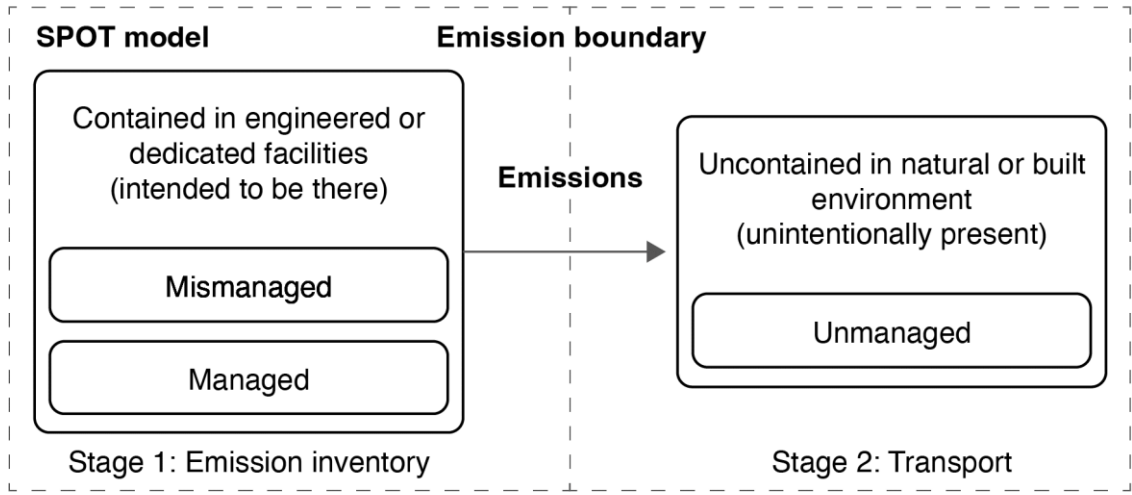 SPOT model
Emission boundary
Contained in engineered or
dedicated facilities
(intended to be there)
Mismanaged
Managed
Emissions
Uncontained in natural or built
environment
(unintentionally present)
Unmanaged
Stage 1: Emission inventory
Stage 2: Transport